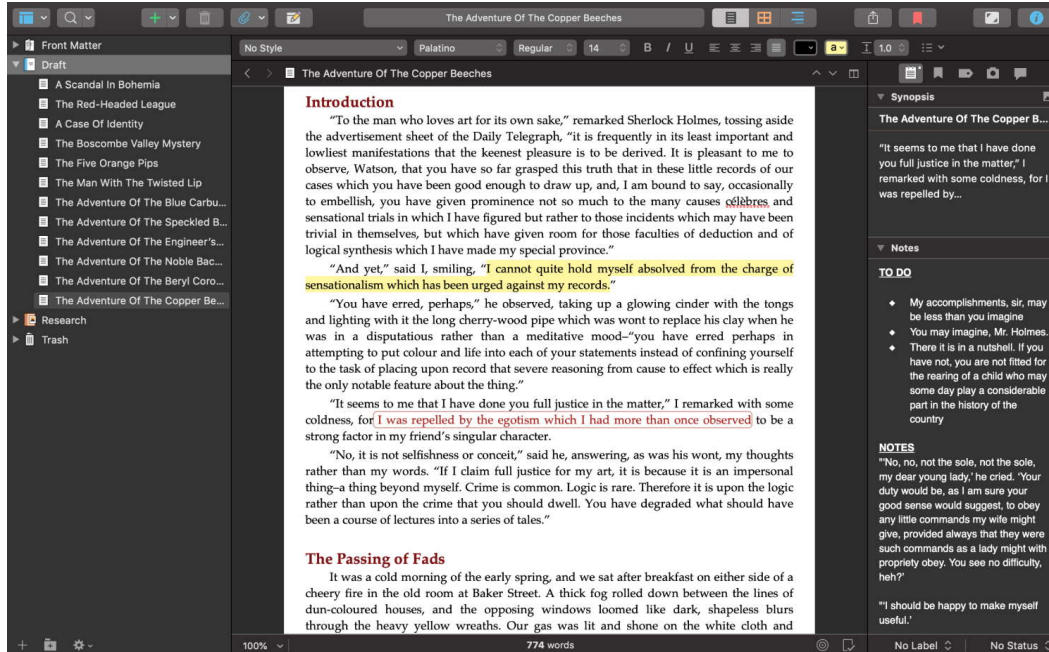 The Adventure Of The Copper Beeches
Front Matter
Draft
A Scandal In Bohemia
The Red-Headed League
A Case Of Identity
The Boscombe Valley Mystery
The Five Orange Pips
The Man With The Twisted Lip
The Adventure Of The Blue Carbu...
The Adventure Of The Speckled B...
The Adventure Of The Engineer's...
The Adventure Of The Noble Bac...
The Adventure Of The Beryl Coro...
The Adventure Of The Copper Be...
Research
Trash
No Style
Palatino
Regular
14
B I U
a
1.0
The Adventure Of The Copper Beeches
Introduction
“To the man who loves art for its own sake,” remarked Sherlock Holmes, tossing aside
the advertisement sheet of the Daily Telegraph, “it is frequently in its least important and
lowliest manifestations that the keenest pleasure is to be derived. It is pleasant to me to
observe, Watson, that you have so far grasped this truth that in these little records of our
cases which you have been good enough to draw up, and, I am bound to say, occasionally
to embellish, you have given prominence not so much to the many causes célèbres and
sensational trials in which I have figured but rather to those incidents which may have been
trivial in themselves, but which have given room for those faculties of deduction and of
logical synthesis which I have made my special province.”
“And yet,” said I, smiling, “I cannot quite hold myself absolved from the charge of
sensationalism which has been urged against my records.”
“You have erred, perhaps,” he observed, taking up a glowing cinder with the tongs
and lighting with it the long cherry-wood pipe which was wont to replace his clay when he
was in a disputatious rather than a meditative mood–“you have erred perhaps in
attempting to put colour and life into each of your statements instead of confining yourself
to the task of placing upon record that severe reasoning from cause to effect which is really
the only notable feature about the thing.”
“It seems to me that I have done you full justice in the matter,” I remarked with some
coldness, for I was repelled by the egotism which I had more than once observed to be a
strong factor in my friend’s singular character.
“No, it is not selfishness or conceit,” said he, answering, as was his wont, my thoughts
rather than my words. “If I claim full justice for my art, it is because it is an impersonal
thing–a thing beyond myself. Crime is common. Logic is rare. Therefore it is upon the logic
rather than upon the crime that you should dwell. You have degraded what should have
been a course of lectures into a series of tales.”
The Passing of Fads
It was a cold morning of the early spring, and we sat after breakfast on either side of a
cheery fire in the old room at Baker Street. A thick fog rolled down between the lines of
dun-coloured houses, and the opposing windows loomed like dark, shapeless blurs
through the heavy yellow wreaths. Our gas was lit and shone on the white cloth and
100%
774 words
Synopsis
The Adventure Of The Copper B...
"It seems to me that I have done
you full justice in the matter," I
remarked with some coldness, for I
was repelled by...
Notes
TO DO
My accomplishments, sir, may
be less than you imagine
You may imagine, Mr. Holmes.
There it is in a nutshell. If you
have not, you are not fitted for
the rearing of a child who may
some day play a considerable
part in the history of the
country
NOTES
"'No, no, not the sole, not the sole,
my dear young lady,' he cried. 'Your
duty would be, as I am sure your
good sense would suggest, to obey
any little commands my wife might
give, provided always that they were
such commands as a lady might with
propriety obey. You see no difficulty,
heh?'
"'I should be happy to make myself
useful.'
No Label
No Status